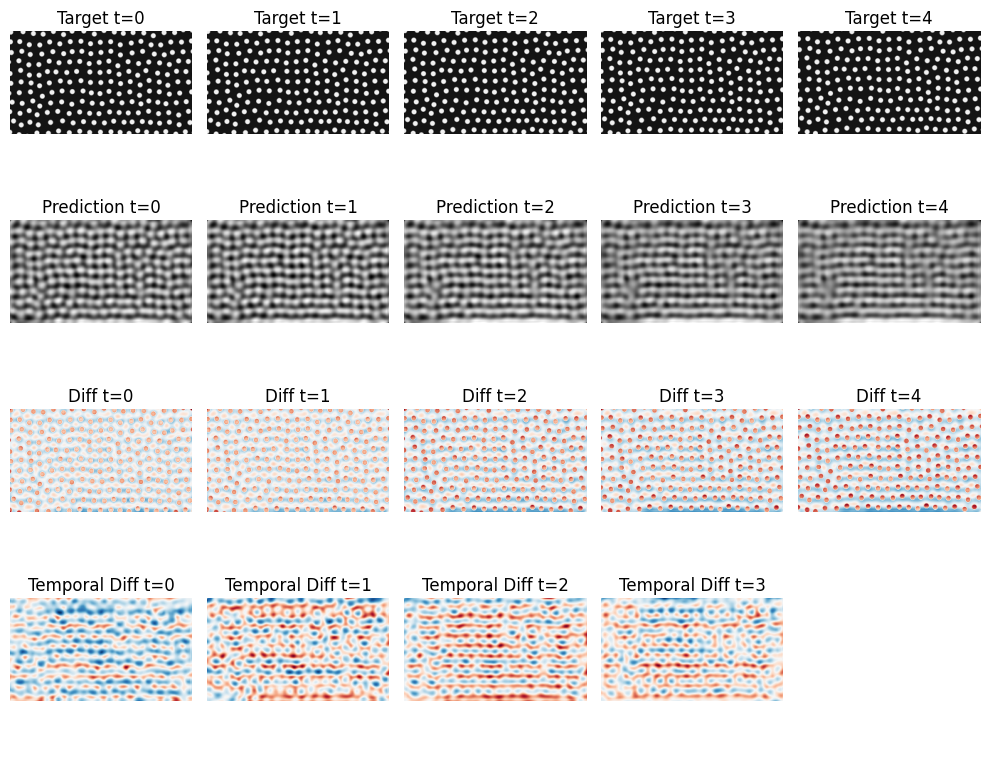 Target t=0
Target t=1
Target t=2
Target t=3
Target t=4
Prediction t=0
Prediction t=1
Prediction t=2
Prediction t=3
Prediction t=4
Diff t=0
Diff t=1
Diff t=2
Diff t=3
Diff t=4
Temporal Diff t=0
Temporal Diff t=1
Temporal Diff t=2
Temporal Diff t=3